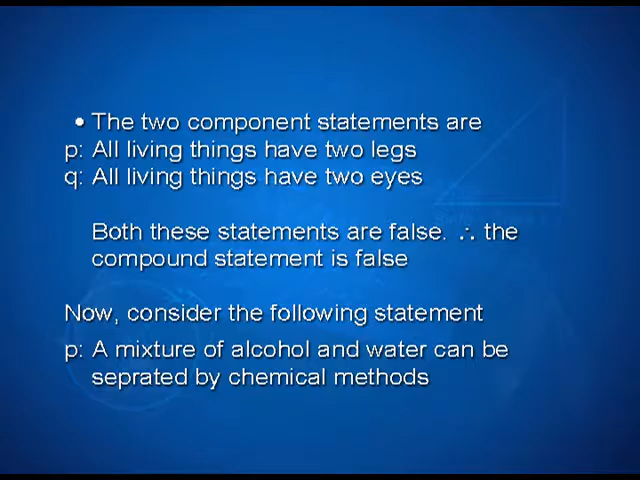 • The two component statements are
p: All living things have two legs
q: All living things have two eyes
Both these statements are false. ∴ the
compound statement is false
Now, consider the following statement
p: A mixture of alcohol and water can be
seprated by chemical methods